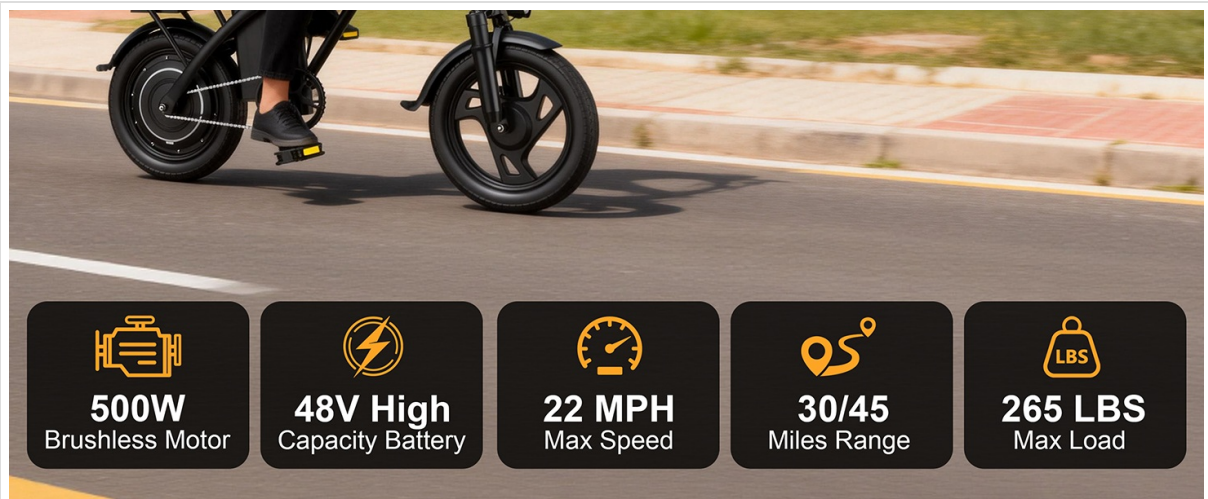 500W
Brushless Motor
48V High
Capacity Battery
22 MPH
Max Speed
30/45
Miles Range
LBS
265 LBS
Max Load